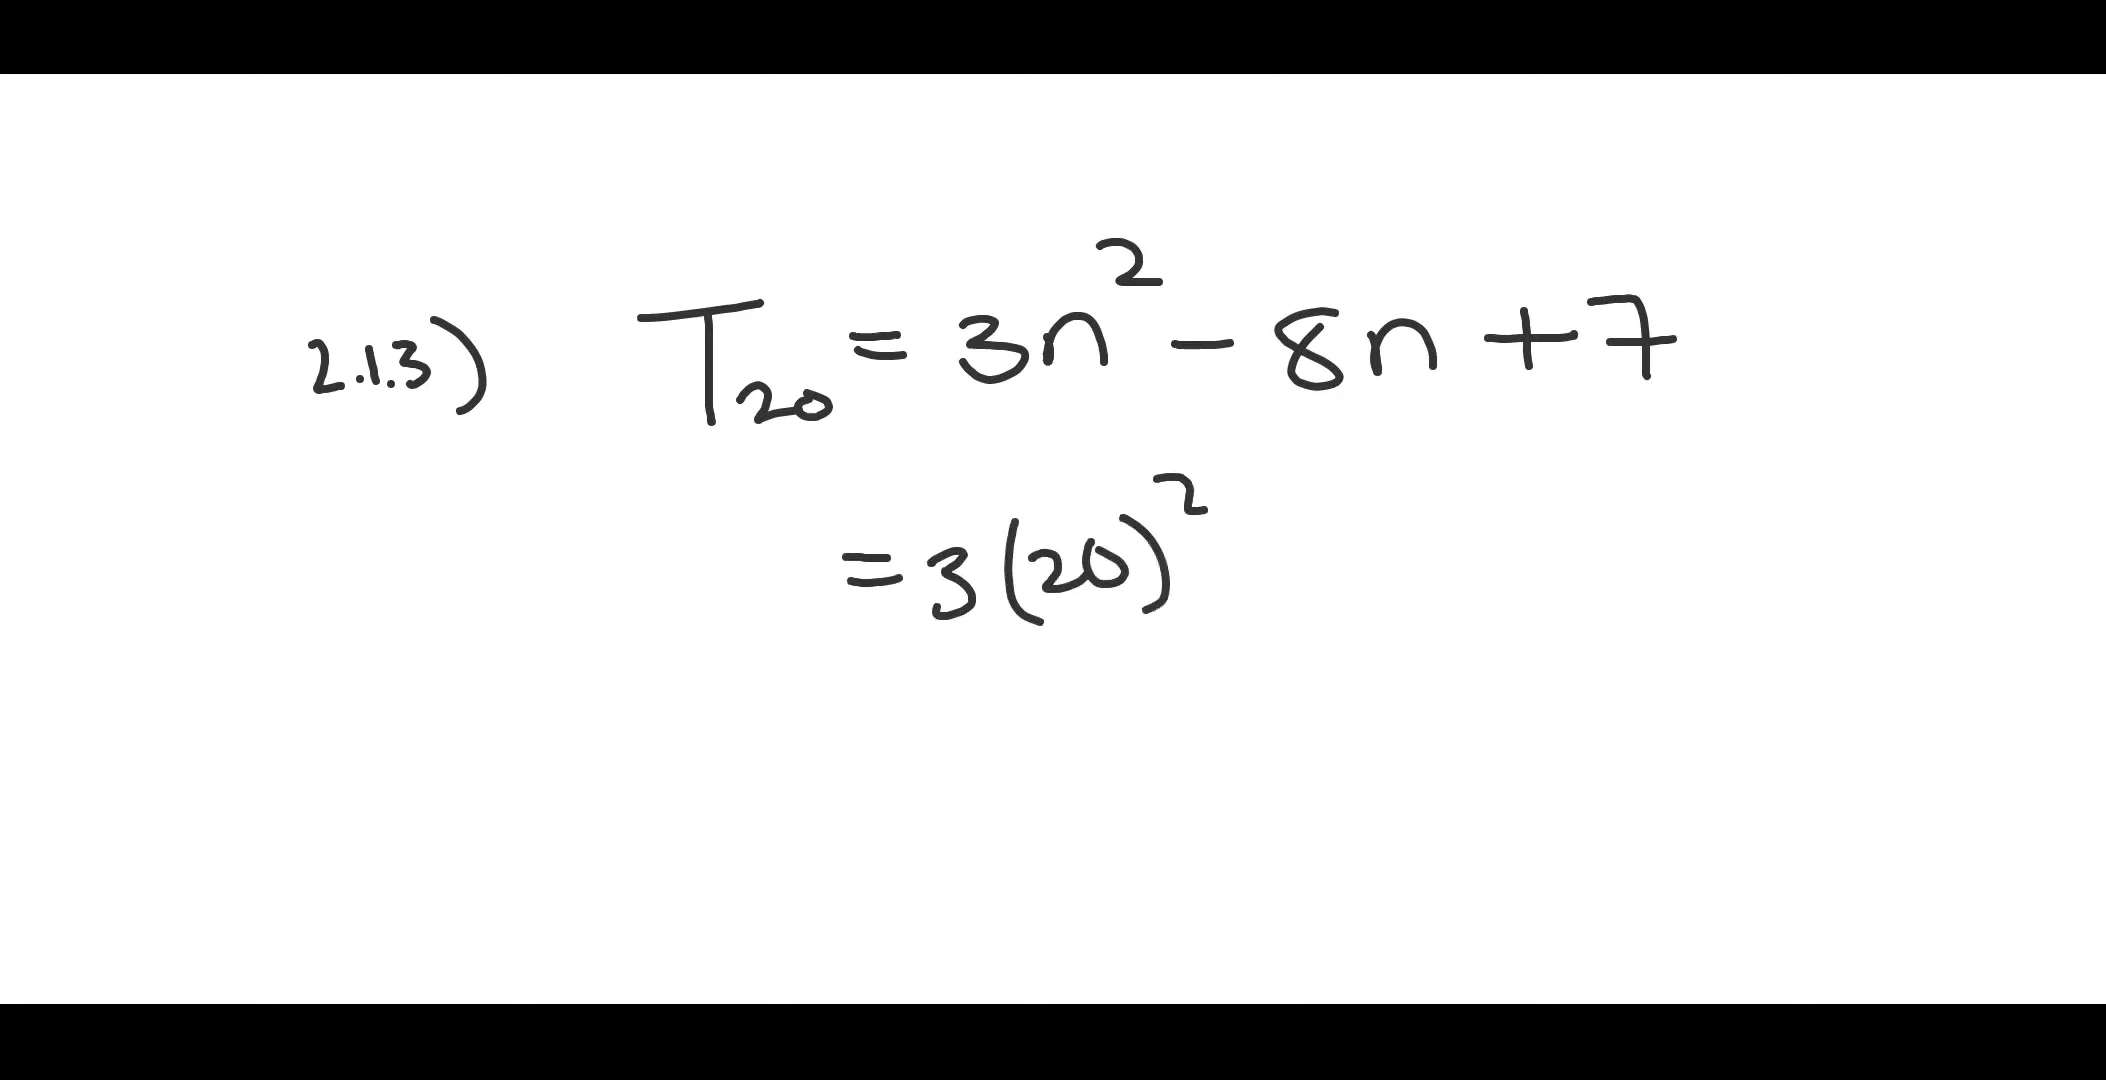 2.1.3) T₂₀ = 3n² - 8n + 7
= 3(20)²